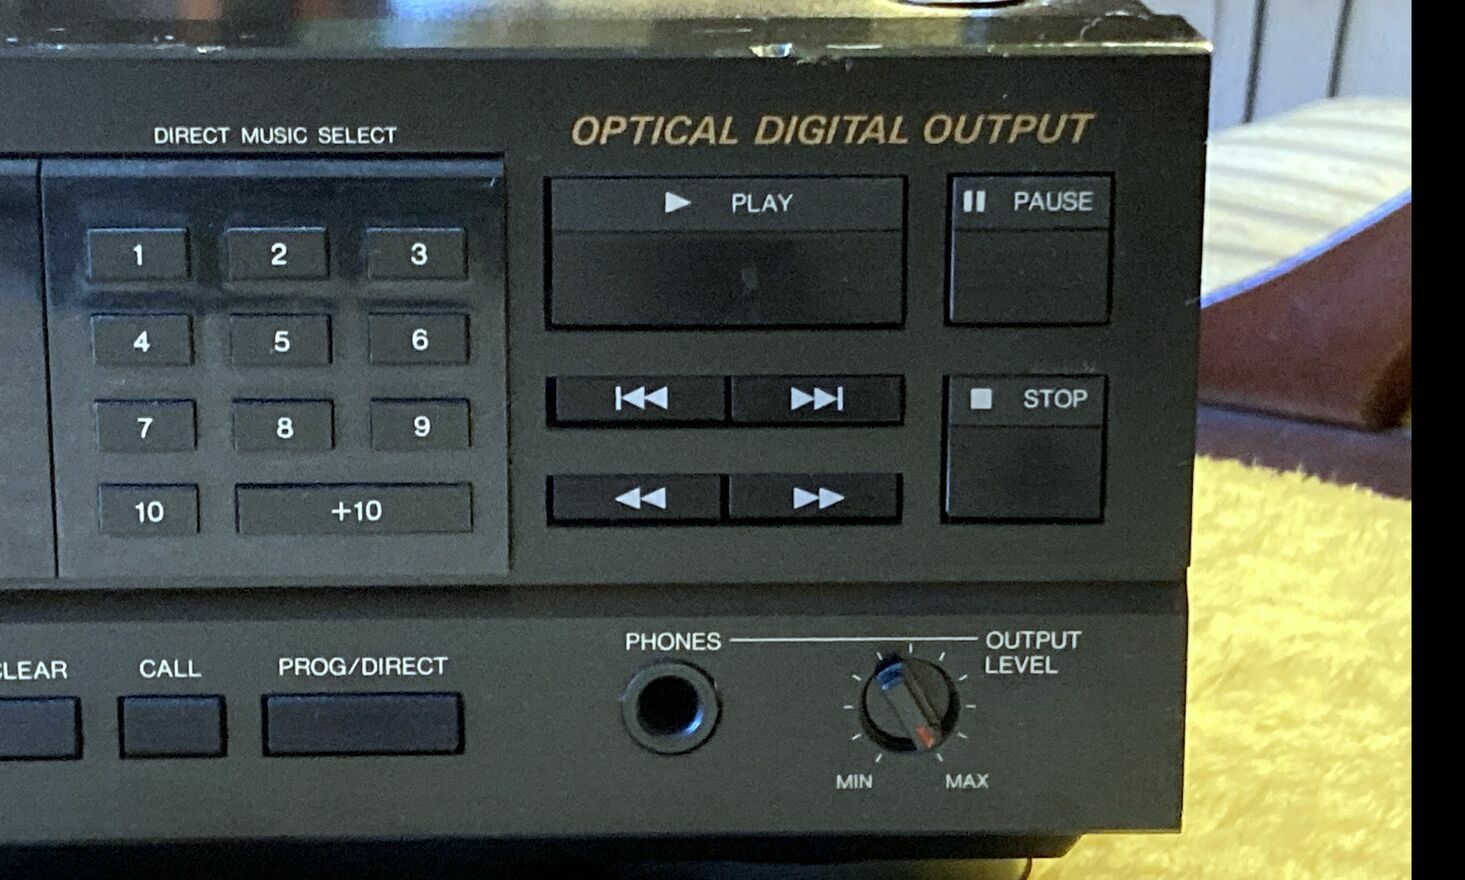 DIRECT MUSIC SELECT
OPTICAL DIGITAL OUTPUT
PLAY
PAUSE
1 2 3
4 5 6
7 8 9
10 +10
STOP
PHONES
OUTPUT
LEVEL
CLEAR
CALL
PROG/DIRECT
MIN
MAX